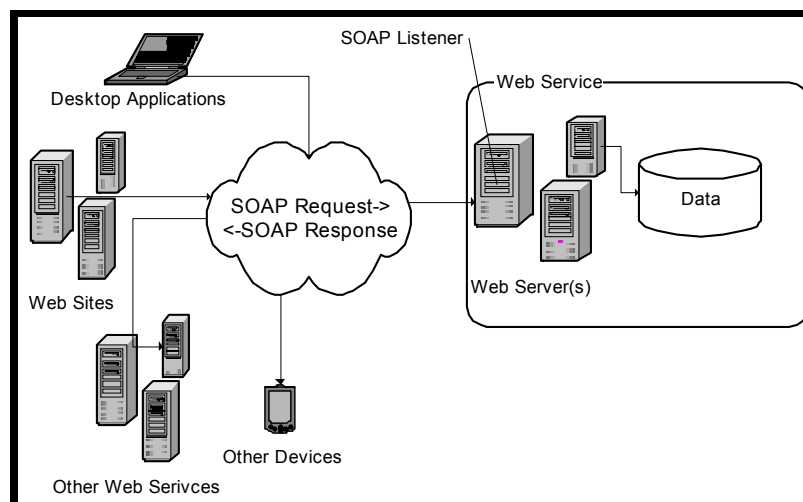 SOAP Listener
Desktop Applications
Web Service
SOAP Request->
<-SOAP Response
Data
Web Sites
Web Server(s)
Other Devices
Other Web Serivces